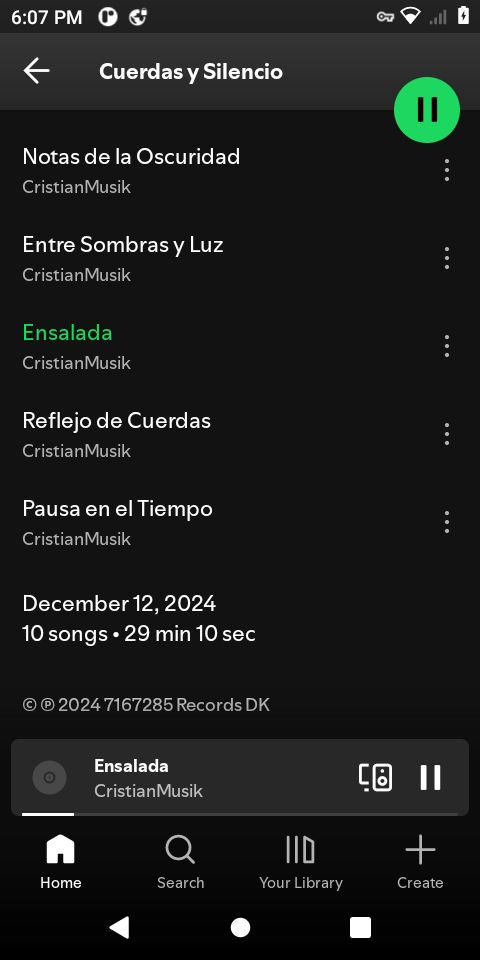 6:07 PM
Cuerdas y Silencio
Notas de la Oscuridad
CristianMusik
Entre Sombras y Luz
CristianMusik
Ensalada
CristianMusik
Reflejo de Cuerdas
CristianMusik
Pausa en el Tiempo
CristianMusik
December 12, 2024
10 songs • 29 min 10 sec
© ℗ 2024 7167285 Records DK
Ensalada
CristianMusik
Home
Search
Your Library
Create